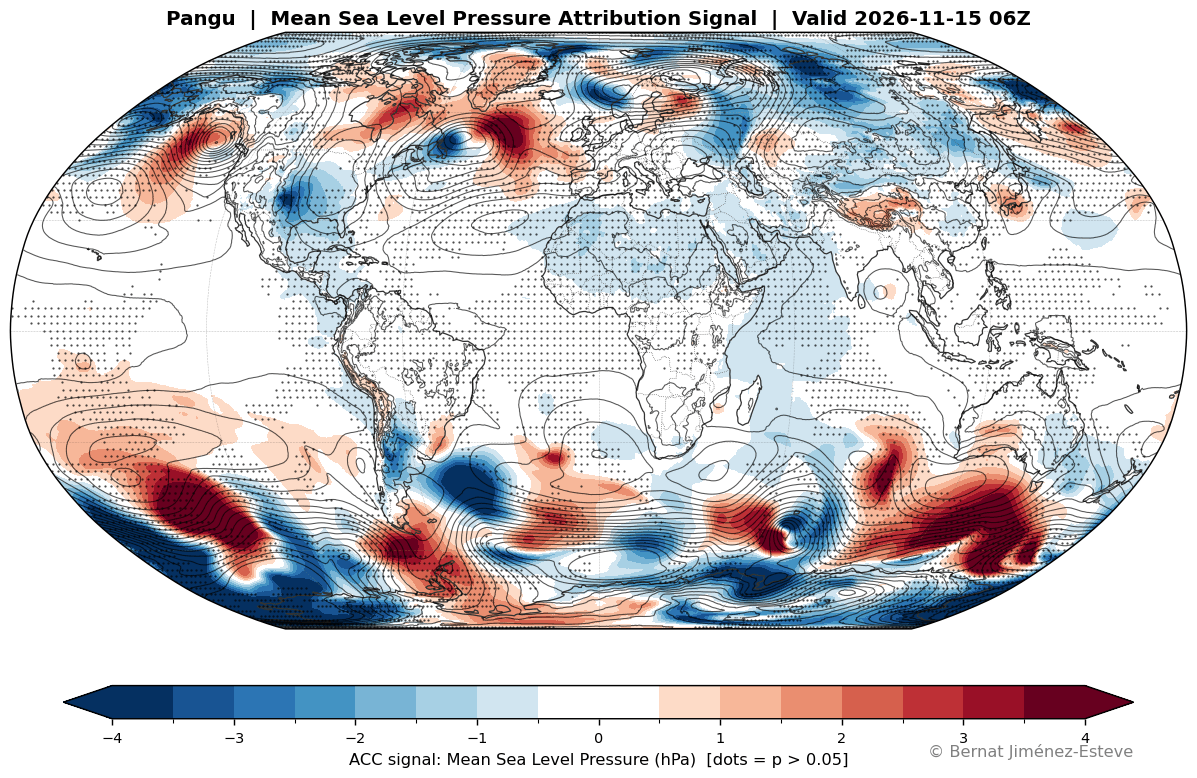 Pangu | Mean Sea Level Pressure Attribution Signal | Valid 2026-11-15 06Z
−4 −3 −2 −1 0 1 2 3 4
ACC signal: Mean Sea Level Pressure (hPa) [dots = p > 0.05]
© Bernat Jiménez-Esteve